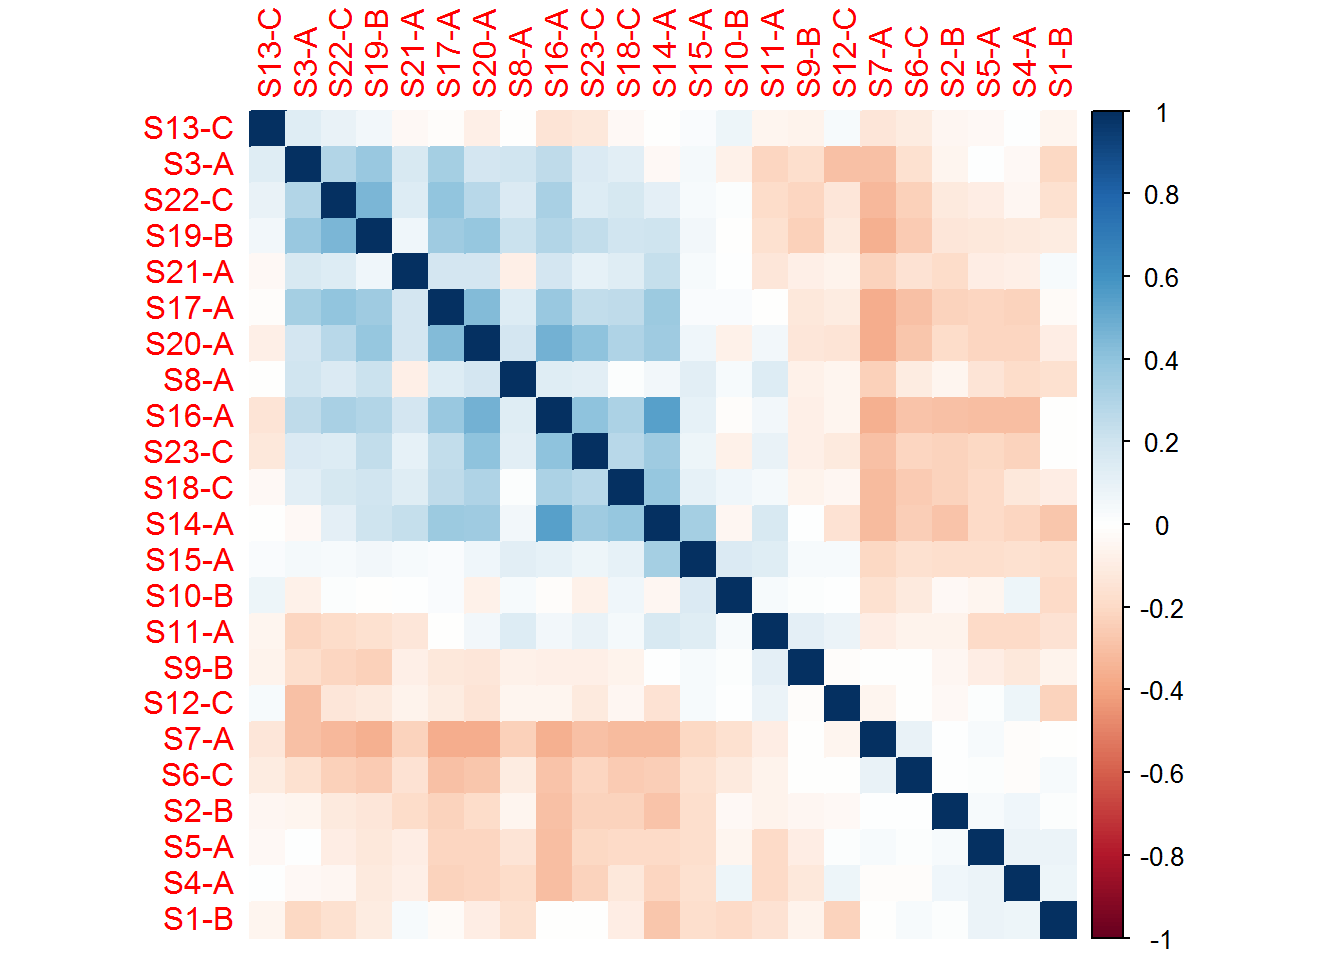 S13-C S3-A S22-C S19-B S21-A S17-A S20-A S8-A S16-A S23-C S18-C S14-A S15-A S10-B S11-A S9-B S12-C S7-A S6-C S2-B S5-A S4-A S1-B
S13-C
S3-A
S22-C
S19-B
S21-A
S17-A
S20-A
S8-A
S16-A
S23-C
S18-C
S14-A
S15-A
S10-B
S11-A
S9-B
S12-C
S7-A
S6-C
S2-B
S5-A
S4-A
S1-B
1
0.8
0.6
0.4
0.2
0
-0.2
-0.4
-0.6
-0.8
-1